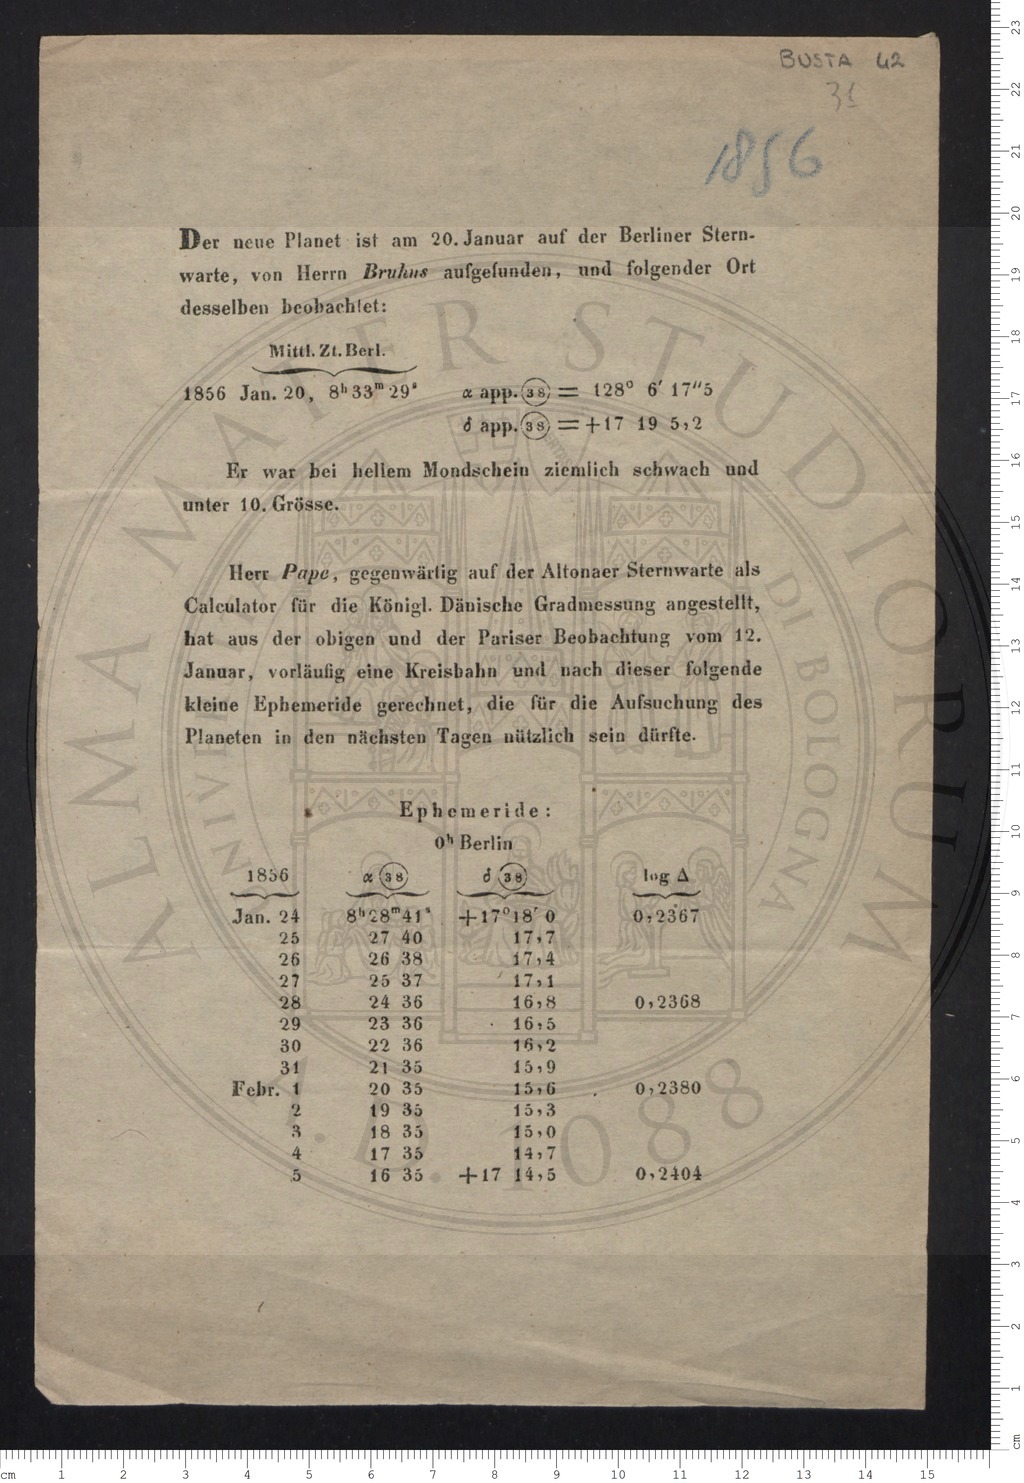 BUSTA 42
31
1856
Der neue Planet ist am 20. Januar auf der Berliner Stern-
warte, von Herrn Bruhns aufgefunden, und folgender Ort
desselben beobachtet:
Mittl. Zt. Berl.
1856 Jan. 20, 8ʰ33ᵐ29ˢ α app. (38) = 128° 6′ 17″5
δ app. (38) = +17 19 5,2
Er war bei hellem Mondschein ziemlich schwach und
unter 10. Grösse.
Herr Pape, gegenwärtig auf der Altonaer Sternwarte als
Calculator für die Königl. Dänische Gradmessung angestellt,
hat aus der obigen und der Pariser Beobachtung vom 12.
Januar, vorläufig eine Kreisbahn und nach dieser folgende
kleine Ephemeride gerechnet, die für die Aufsuchung des
Planeten in den nächsten Tagen nützlich sein dürfte.
Ephemeride:
0ʰ Berlin
1856 α (38) δ (38) log Δ
Jan. 24 8ʰ28ᵐ41ˢ +17°18′0 0,2367
25 27 40 17,7
26 26 38 17,4
27 25 37 17,1
28 24 36 16,8 0,2368
29 23 36 16,5
30 22 36 16,2
31 21 35 15,9
Febr. 1 20 35 15,6 0,2380
2 19 35 15,3
3 18 35 15,0
4 17 35 14,7
5 16 35 +17 14,5 0,2404
ALMA MATER STUDIORUM
A.D. 1088